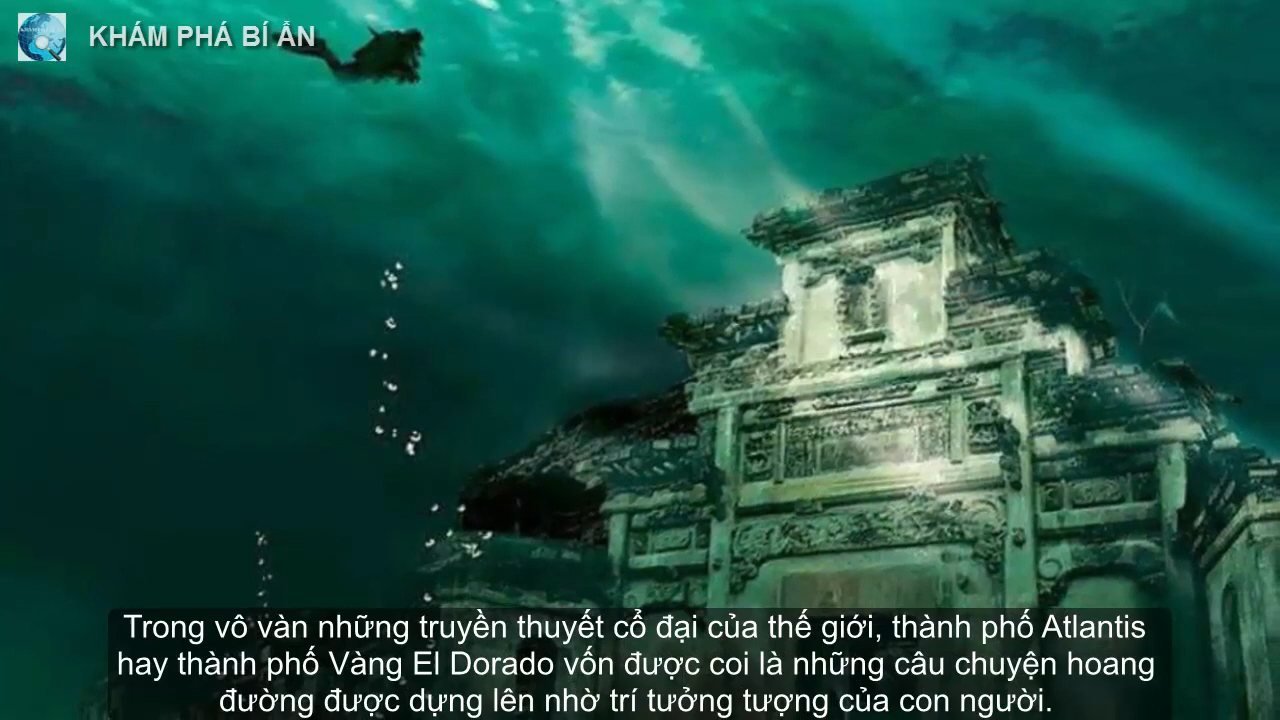 KHÁM PHÁ BÍ ẨN
Trong vô vàn những truyền thuyết cổ đại của thế giới, thành phố Atlantis
hay thành phố Vàng El Dorado vốn được coi là những câu chuyện hoang
đường được dựng lên nhờ trí tưởng tượng của con người.